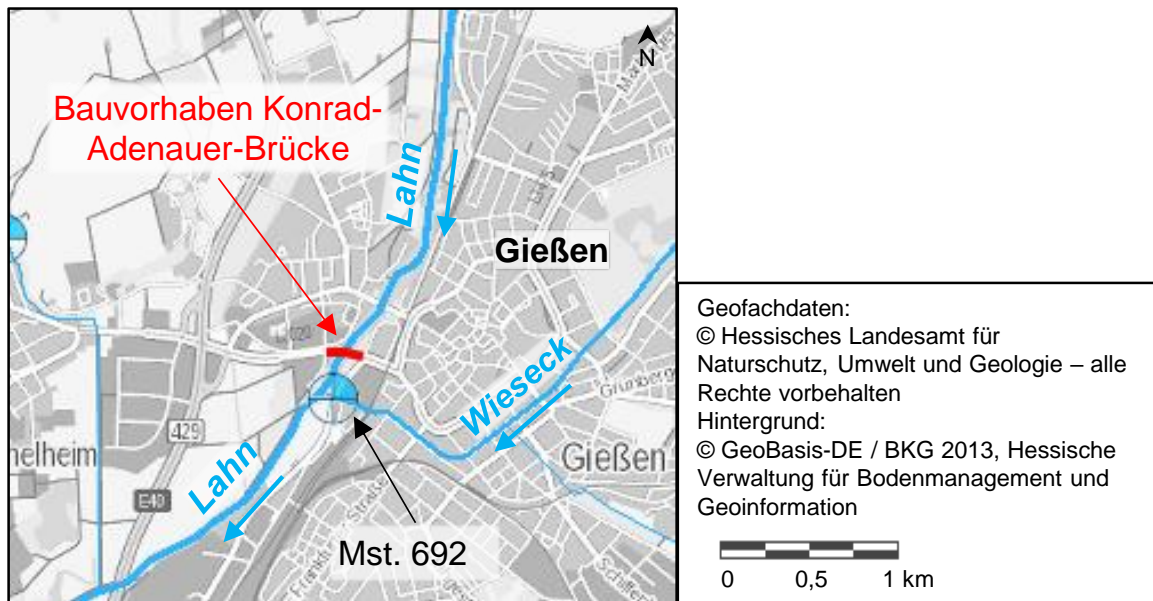 N
Bauvorhaben Konrad-
Adenauer-Brücke
Lahn
Gießen
Wieseck
Grünberg
429
nelheim
Gießen
Lahn
E40
Mst. 692
Geofachdaten:
© Hessisches Landesamt für
Naturschutz, Umwelt und Geologie – alle
Rechte vorbehalten
Hintergrund:
© GeoBasis-DE / BKG 2013, Hessische
Verwaltung für Bodenmanagement und
Geoinformation
0 0,5 1 km